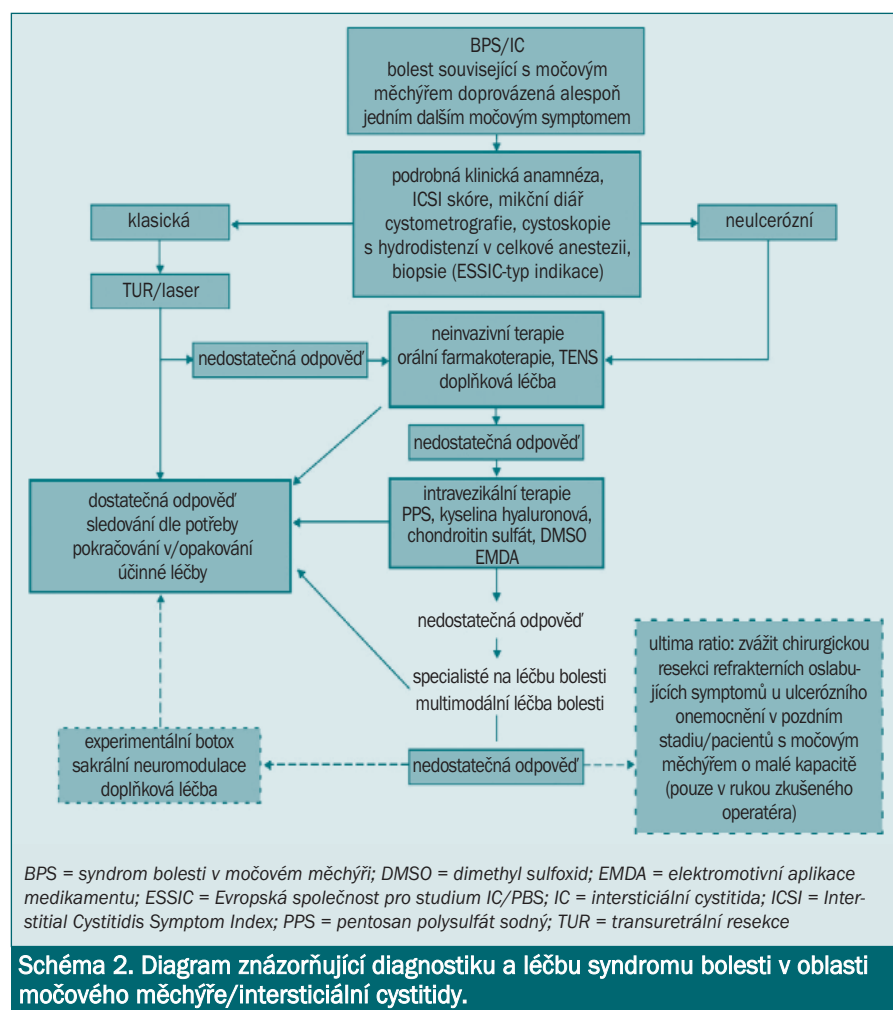 BPS/IC
bolest související s močovým
měchýřem doprovázená alespoň
jedním dalším močovým symptomem
podrobná klinická anamnéza,
ICSI skóre, mikční diář
cystometrografie, cystoskopie
s hydrodistenzí v celkové anestezii,
biopsie (ESSIC-typ indikace)
klasická
neulcerózní
TUR/laser
nedostatečná odpověď
neinvazivní terapie
orální farmakoterapie, TENS
doplňková léčba
nedostatečná odpověď
dostatečná odpověď
sledování dle potřeby
pokračování v/opakování
účinné léčby
intravezikální terapie
PPS, kyselina hyaluronová,
chondroitin sulfát, DMSO
EMDA
nedostatečná odpověď
specialisté na léčbu bolesti
multimodální léčba bolesti
ultima ratio: zvážit chirurgickou
resekci refrakterních oslabu-
jících symptomů u ulcerózního
onemocnění v pozdním
stadiu/pacientů s močovým
měchýřem o malé kapacitě
(pouze v rukou zkušeného
operatéra)
experimentální botox
sakrální neuromodulace
doplňková léčba
nedostatečná odpověď
BPS = syndrom bolesti v močovém měchýři; DMSO = dimethyl sulfoxid; EMDA = elektromotivní aplikace
medikamentu; ESSIC = Evropská společnost pro studium IC/PBS; IC = intersticiální cystitida; ICSI = Inter-
stitial Cystitidis Symptom Index; PPS = pentosan polysulfát sodný; TUR = transuretrální resekce
Schéma 2. Diagram znázorňující diagnostiku a léčbu syndromu bolesti v oblasti
močového měchýře/intersticiální cystitidy.